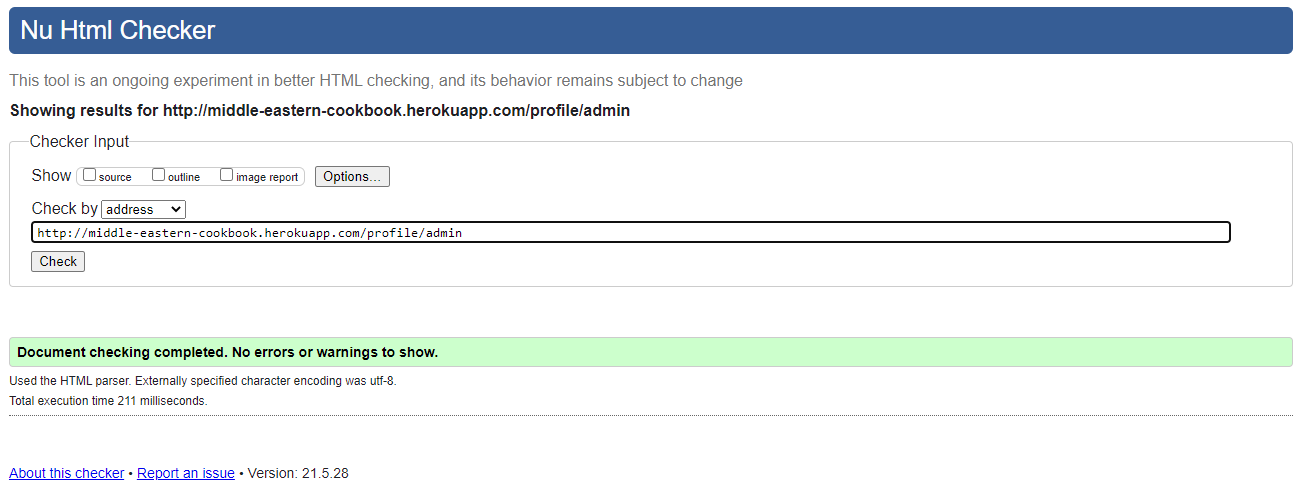 Nu Html Checker
This tool is an ongoing experiment in better HTML checking, and its behavior remains subject to change
Showing results for http://middle-eastern-cookbook.herokuapp.com/profile/admin
Checker Input
Show source outline image report Options...
Check by address
http://middle-eastern-cookbook.herokuapp.com/profile/admin
Check
Document checking completed. No errors or warnings to show.
Used the HTML parser. Externally specified character encoding was utf-8.
Total execution time 211 milliseconds.
About this checker • Report an issue • Version: 21.5.28